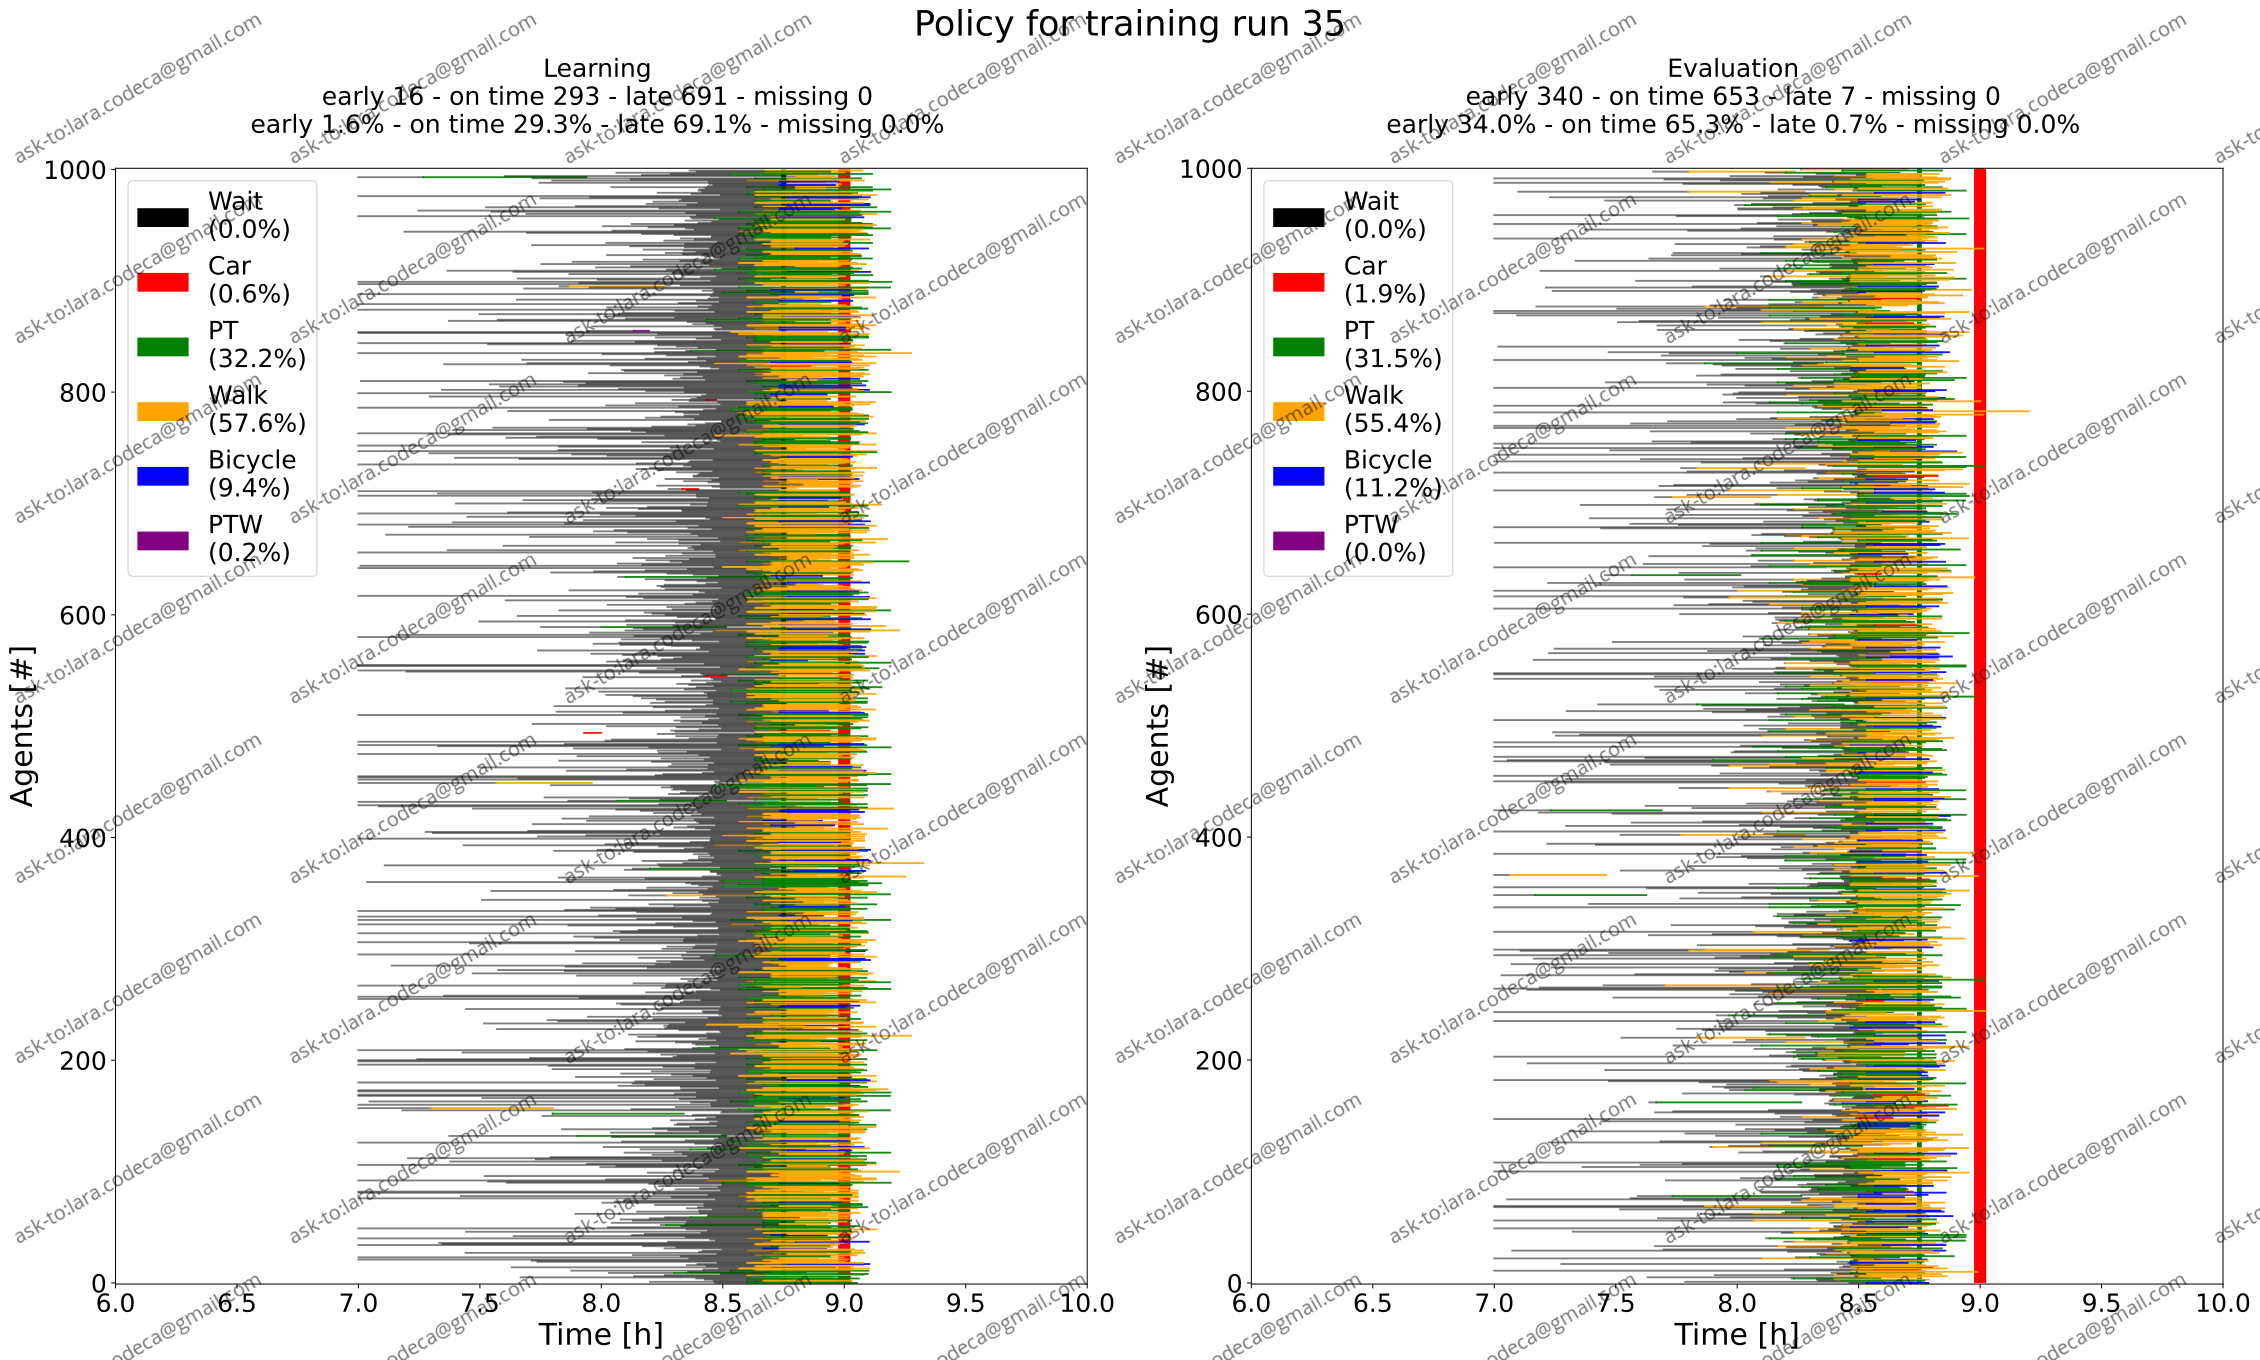 Policy for training run 35
Learning
early 16 - on time 293 - late 691 - missing 0
early 1.6% - on time 29.3% - late 69.1% - missing 0.0%
Agents [#]
1000
800
600
400
200
0
Wait
(0.0%)
Car
(0.6%)
PT
(32.2%)
Walk
(57.6%)
Bicycle
(9.4%)
PTW
(0.2%)
6.0 6.5 7.0 7.5 8.0 8.5 9.0 9.5 10.0
Time [h]
Evaluation
early 340 - on time 653 - late 7 - missing 0
early 34.0% - on time 65.3% - late 0.7% - missing 0.0%
Agents [#]
1000
800
600
400
200
0
Wait
(0.0%)
Car
(1.9%)
PT
(31.5%)
Walk
(55.4%)
Bicycle
(11.2%)
PTW
(0.0%)
6.0 6.5 7.0 7.5 8.0 8.5 9.0 9.5 10.0
Time [h]
ask-to:lara.codeca@gmail.com